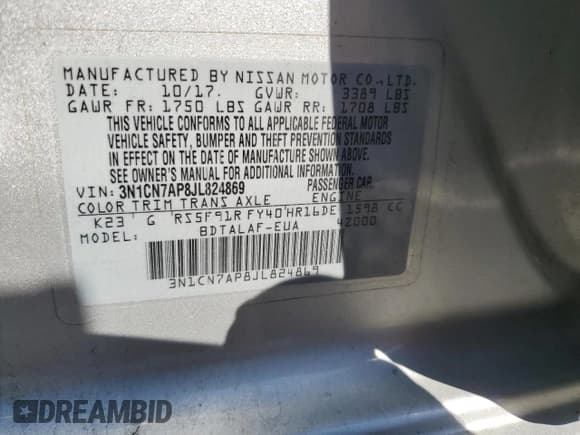 MANUFACTURED BY NISSAN MOTOR CO.,LTD.
DATE: 10/17. GVWR: 3389 LBS
GAWR FR: 1750 LBS GAWR RR: 1708 LBS
THIS VEHICLE CONFORMS TO ALL APPLICABLE FEDERAL MOTOR
VEHICLE SAFETY, BUMPER AND THEFT PREVENTION STANDARDS
IN EFFECT ON THE DATE OF MANUFACTURE SHOWN ABOVE.
SEE OWNER'S MANUAL FOR ADDITIONAL INFORMATION.
VIN: 3N1CN7AP8JL824869 PASSENGER CAR
COLOR TRIM TRANS AXLE ENGINE
K23 G RS5F91R FY40 HR16DE 1598 CC
MODEL: BDTALAF-EUA 42000
3N1CN7AP8JL824869
DREAMBID